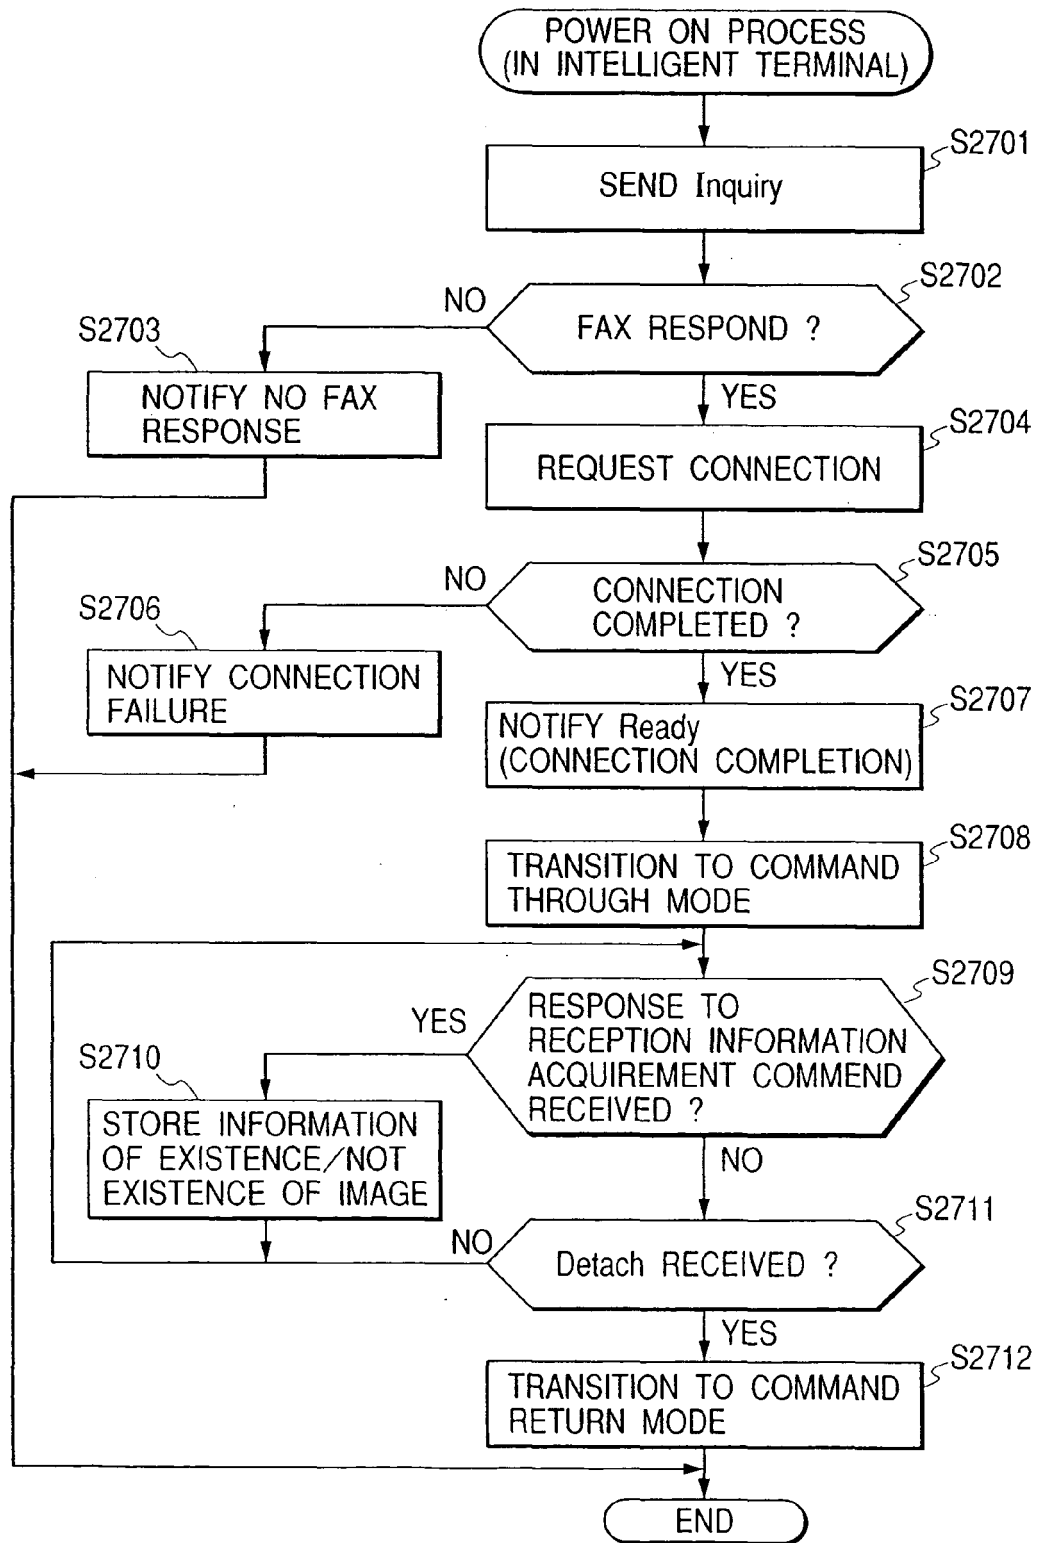 POWER ON PROCESS
(IN INTELLIGENT TERMINAL)
S2701
SEND Inquiry
S2702
NO
FAX RESPOND ?
S2703
YES
NOTIFY NO FAX
RESPONSE
S2704
REQUEST CONNECTION
S2705
NO
CONNECTION
COMPLETED ?
S2706
YES
NOTIFY CONNECTION
FAILURE
S2707
NOTIFY Ready
(CONNECTION COMPLETION)
S2708
TRANSITION TO COMMAND
THROUGH MODE
S2709
YES
RESPONSE TO
RECEPTION INFORMATION
ACQUIREMENT COMMEND
RECEIVED ?
S2710
STORE INFORMATION
OF EXISTENCE/NOT
EXISTENCE OF IMAGE
NO
S2711
NO
Detach RECEIVED ?
YES
S2712
TRANSITION TO COMMAND
RETURN MODE
END